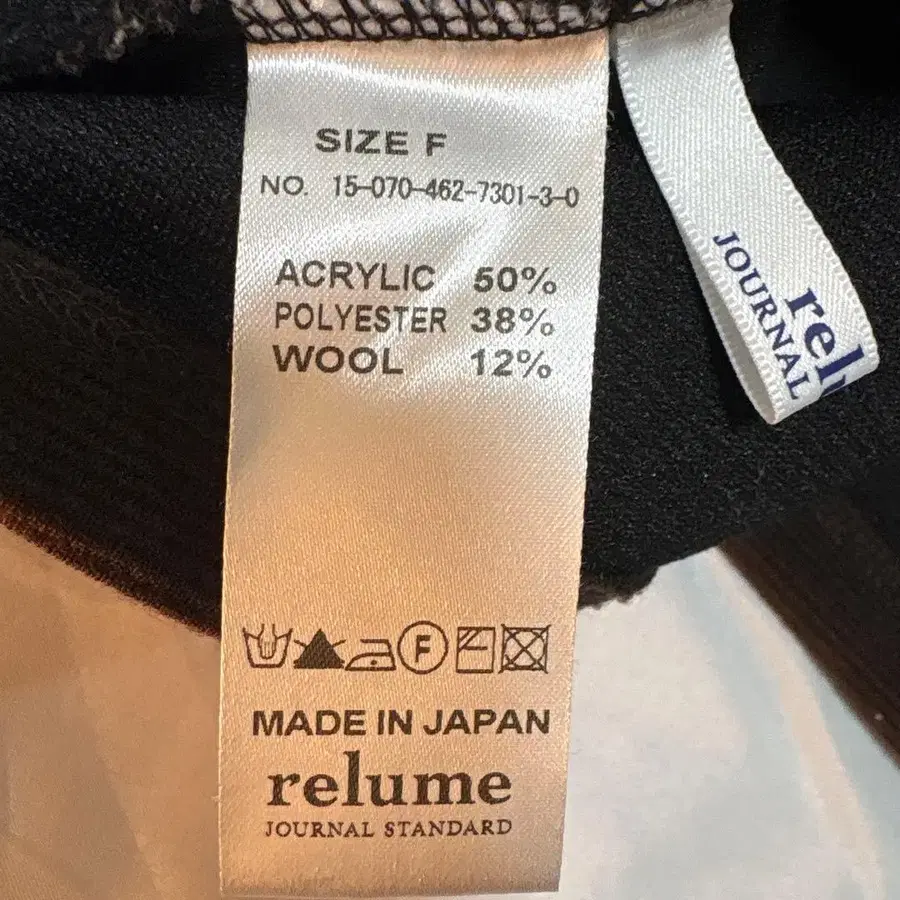 SIZE F
NO. 15-070-462-7301-3-0
ACRYLIC 50%
POLYESTER 38%
WOOL 12%
F
MADE IN JAPAN
relume
JOURNAL STANDARD
relu
JOURNAL